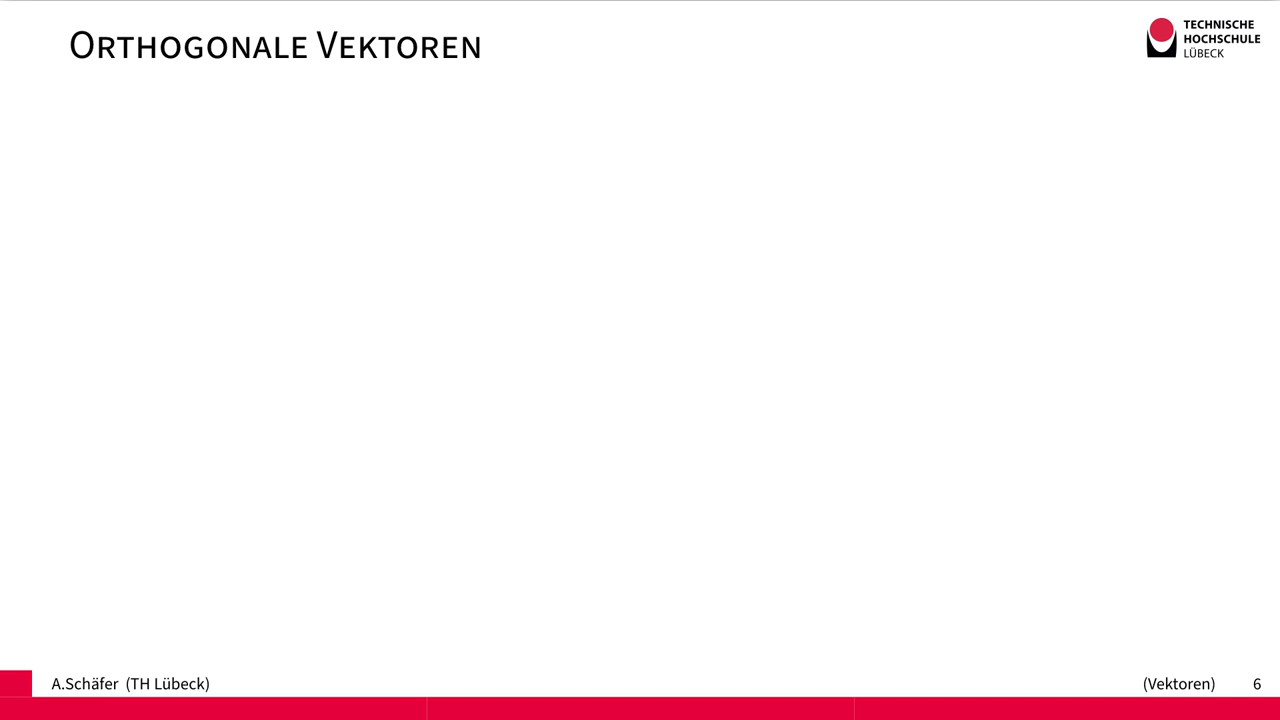 Orthogonale Vektoren
TECHNISCHE
HOCHSCHULE
LÜBECK
A.Schäfer (TH Lübeck)
(Vektoren) 6